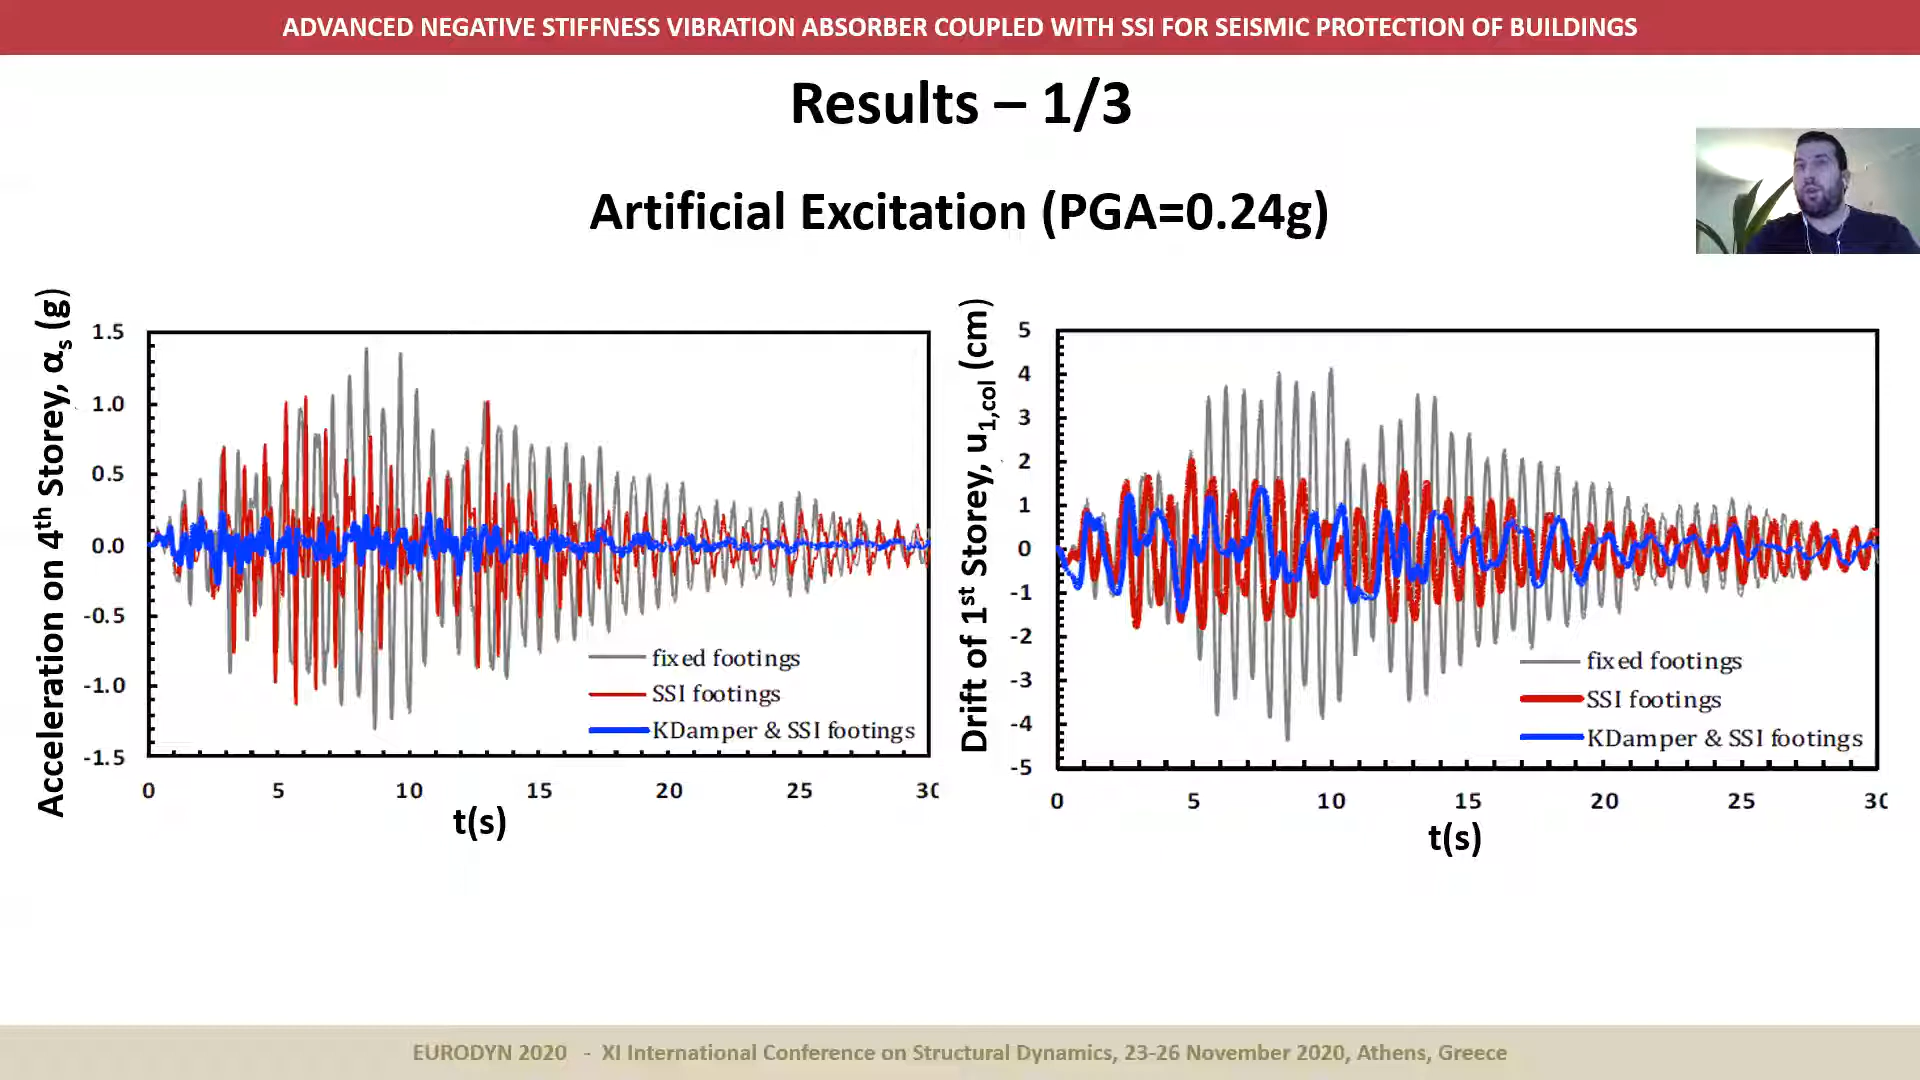 ADVANCED NEGATIVE STIFFNESS VIBRATION ABSORBER COUPLED WITH SSI FOR SEISMIC PROTECTION OF BUILDINGS
Results – 1/3
Artificial Excitation (PGA=0.24g)
Acceleration on 4th Storey, αs (g)
1.5
1.0
0.5
0.0
-0.5
-1.0
-1.5
0 5 10 15 20 25 30
t(s)
fixed footings
SSI footings
KDamper & SSI footings
Drift of 1st Storey, u1,col (cm)
5
4
3
2
1
0
-1
-2
-3
-4
-5
0 5 10 15 20 25 30
t(s)
fixed footings
SSI footings
KDamper & SSI footings
EURODYN 2020 - XI International Conference on Structural Dynamics, 23-26 November 2020, Athens, Greece